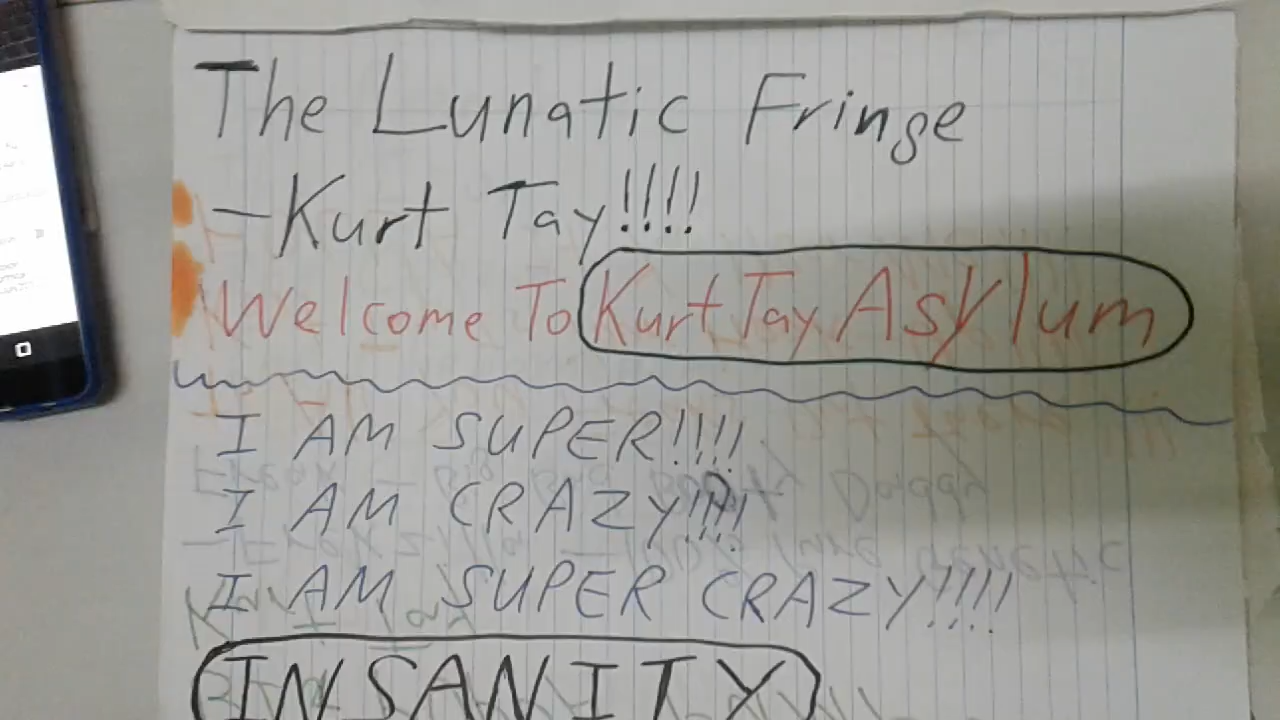 The Lunatic Fringe
-Kurt Tay!!!!
Welcome To Kurt Tay Asylum
I AM SUPER!!!!
I AM CRAZY!!!!
I AM SUPER CRAZY!!!!
INSANITY